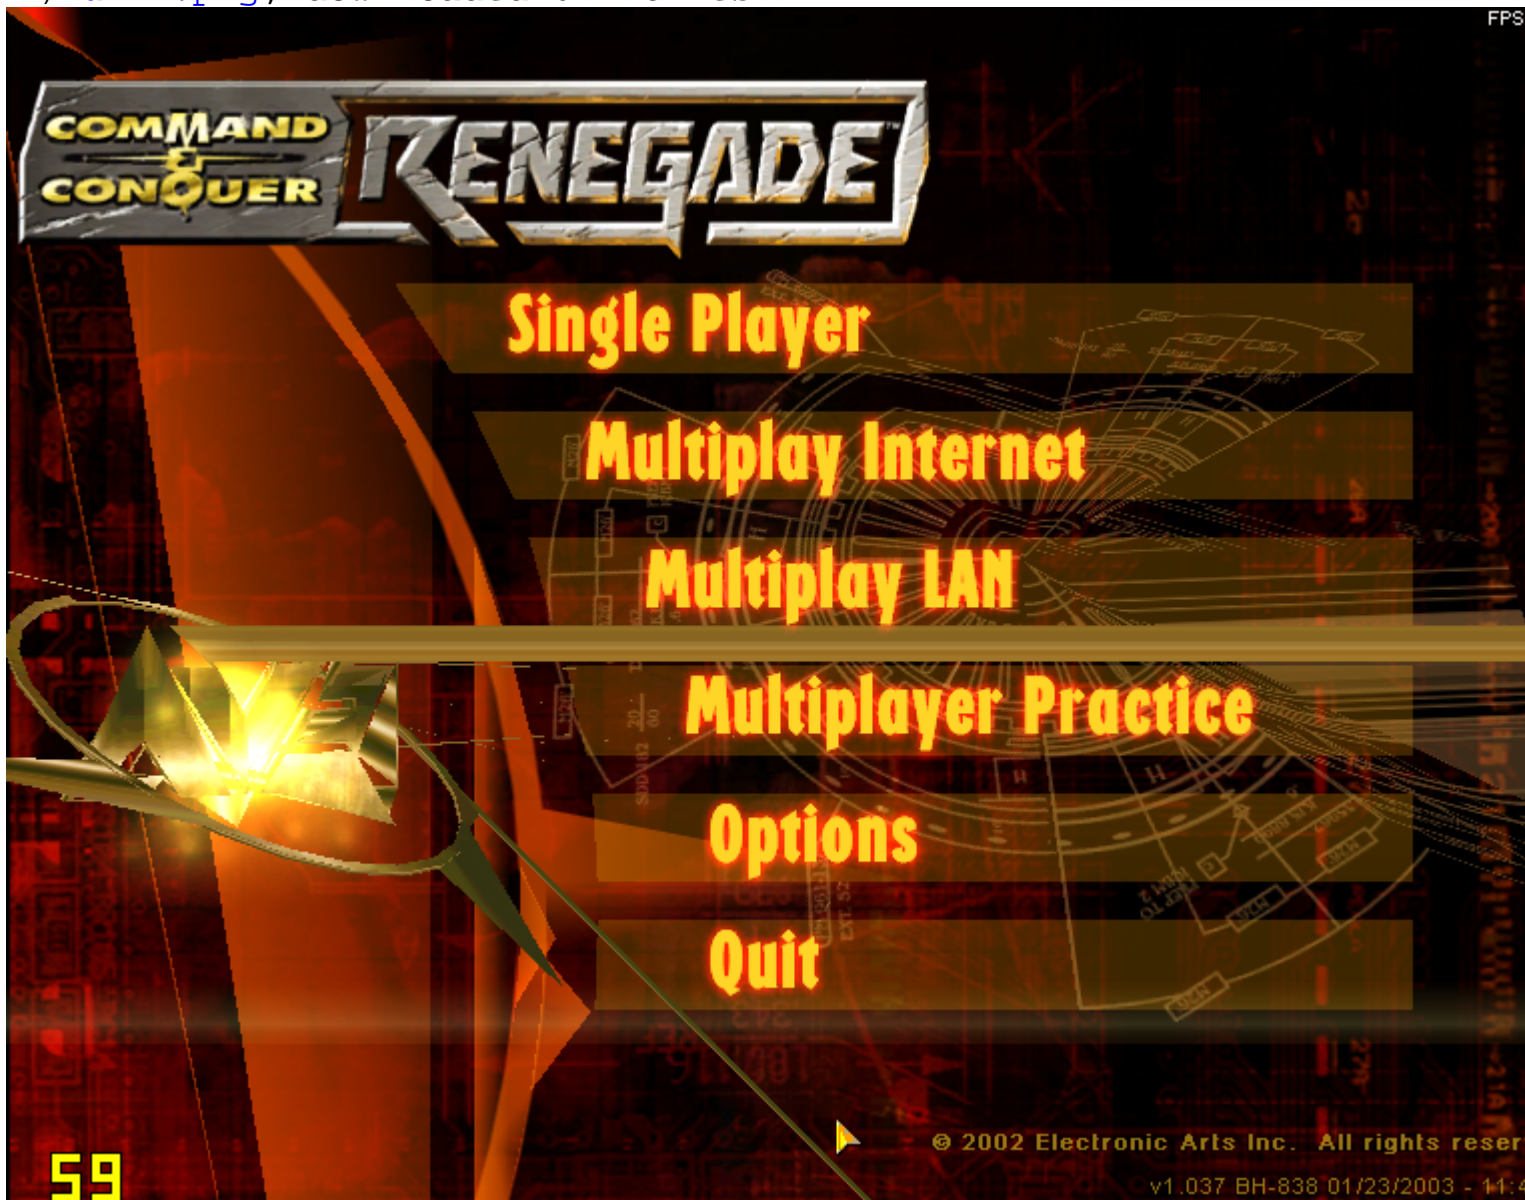 FPS
COMMAND & CONQUER RENEGADE™
Single Player
Multiplay Internet
Multiplay LAN
Multiplayer Practice
Options
Quit
© 2002 Electronic Arts Inc. All rights reser
59
v1.037 BH-838 01/23/2003 - 11:4